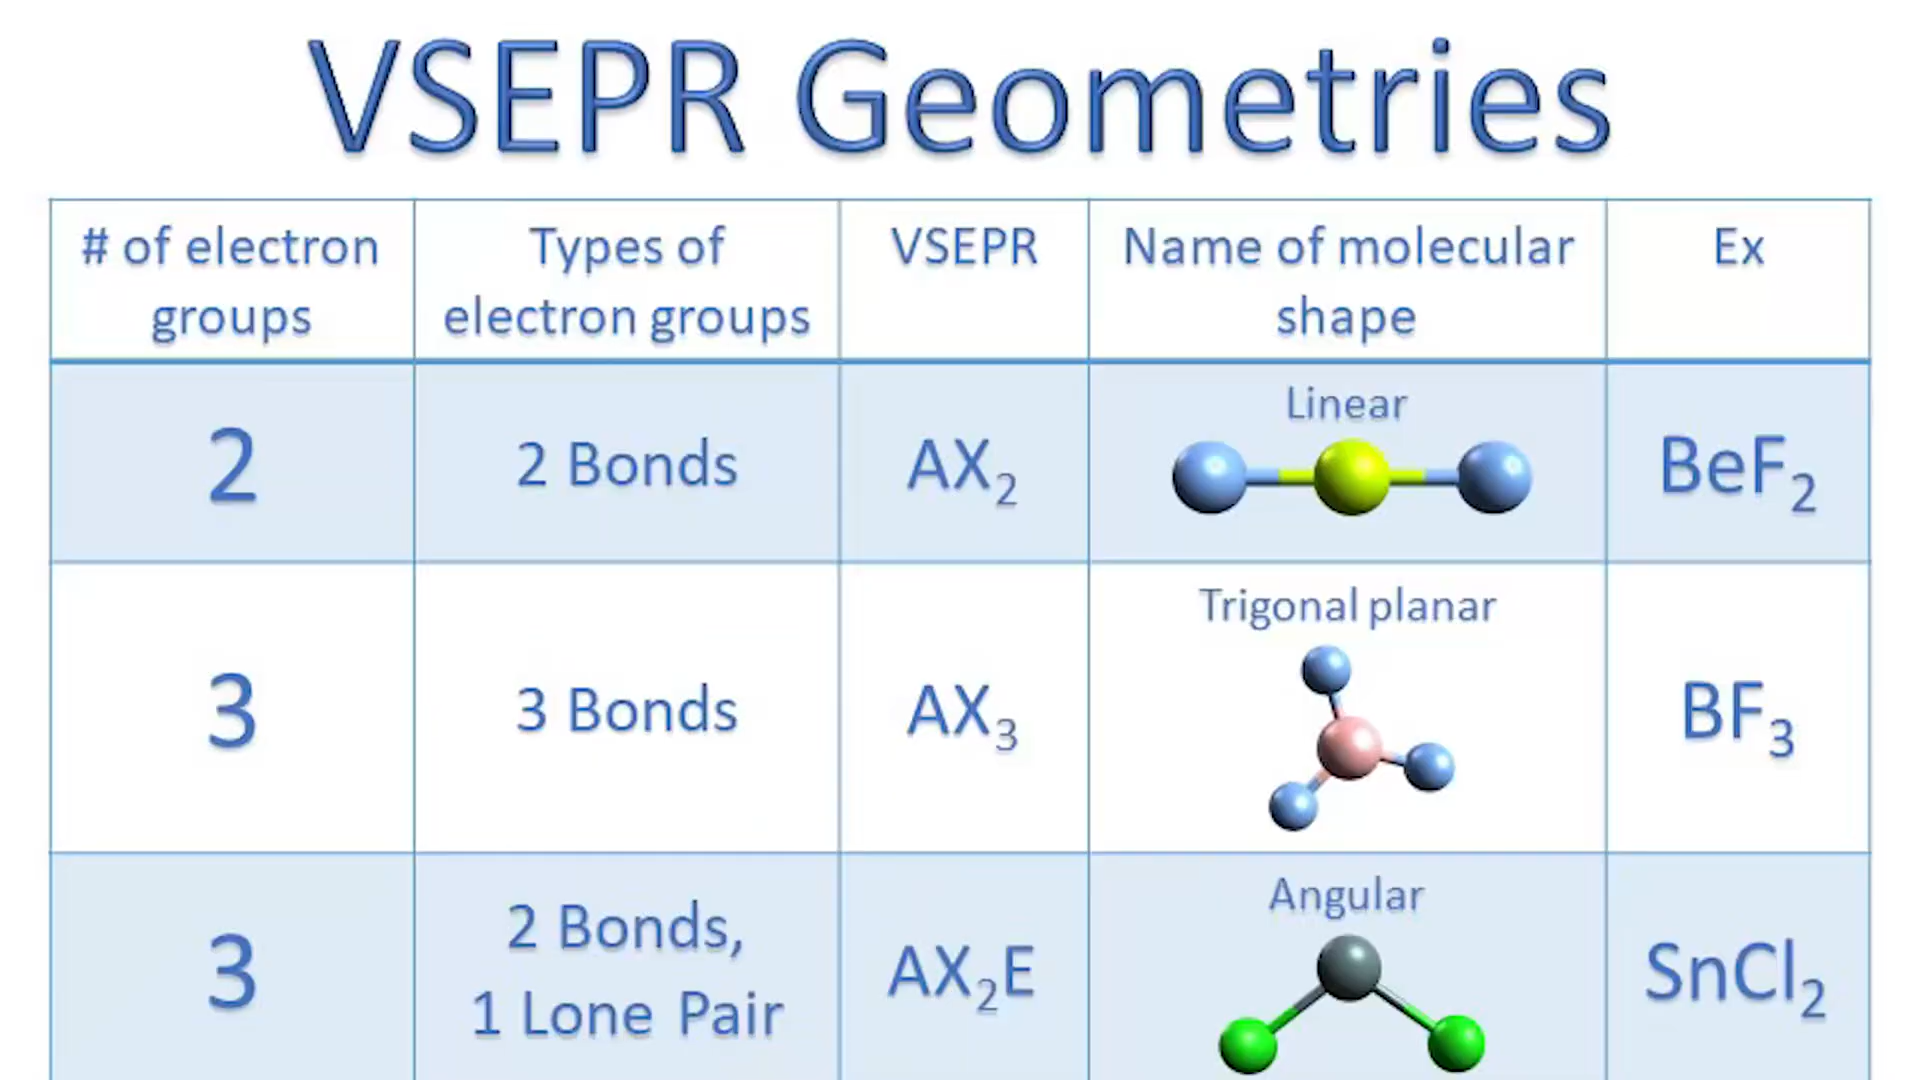 VSEPR Geometries
# of electron groups
Types of electron groups
VSEPR
Name of molecular shape
Ex
2
2 Bonds
AX₂
Linear
BeF₂
3
3 Bonds
AX₃
Trigonal planar
BF₃
3
2 Bonds,
1 Lone Pair
AX₂E
Angular
SnCl₂